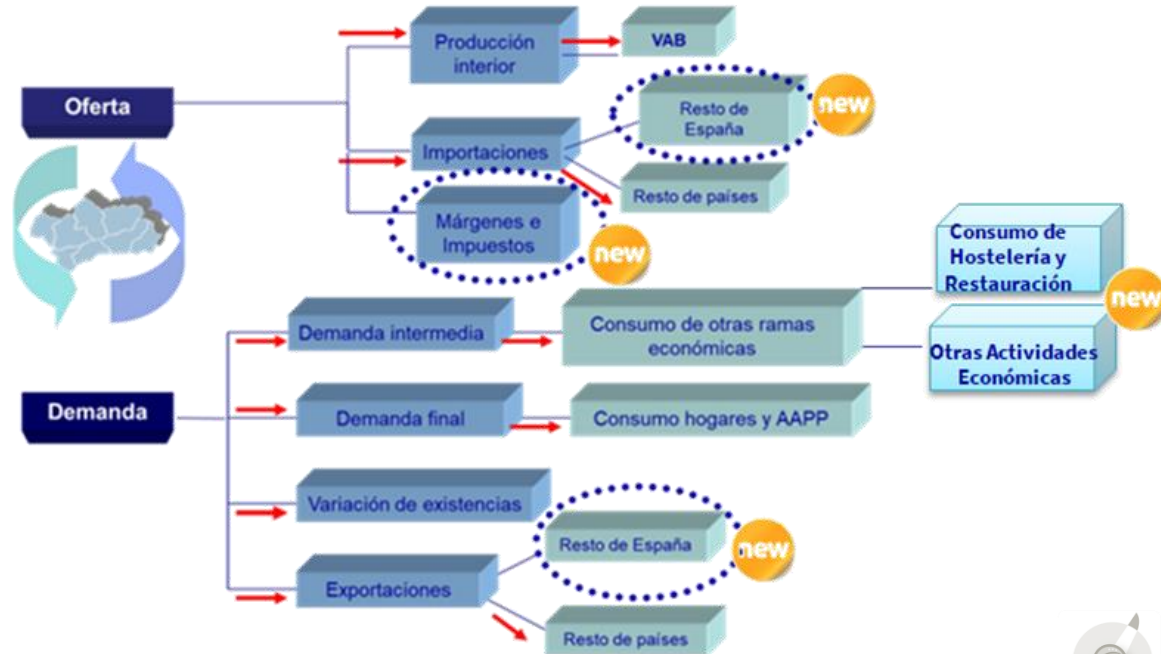 Oferta
Producción
interior
VAB
Importaciones
Resto de
España
new
Resto de países
Márgenes e
Impuestos
new
Demanda
Demanda intermedia
Consumo de otras ramas
económicas
Consumo de
Hostelería y
Restauración
new
Otras Actividades
Económicas
Demanda final
Consumo hogares y AAPP
Variación de existencias
Exportaciones
Resto de España
new
Resto de países